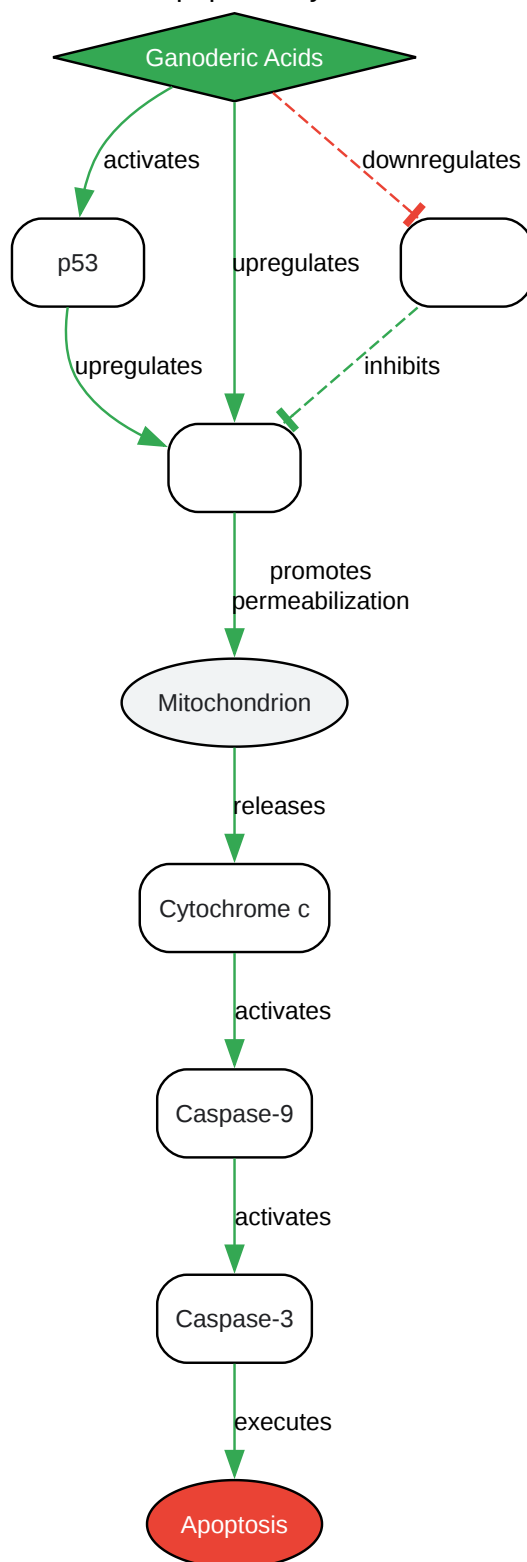 Ganoderic Acids
activates
downregulates
p53
upregulates
upregulates
inhibits
promotes
permeabilization
Mitochondrion
releases
Cytochrome c
activates
Caspase-9
activates
Caspase-3
executes
Apoptosis